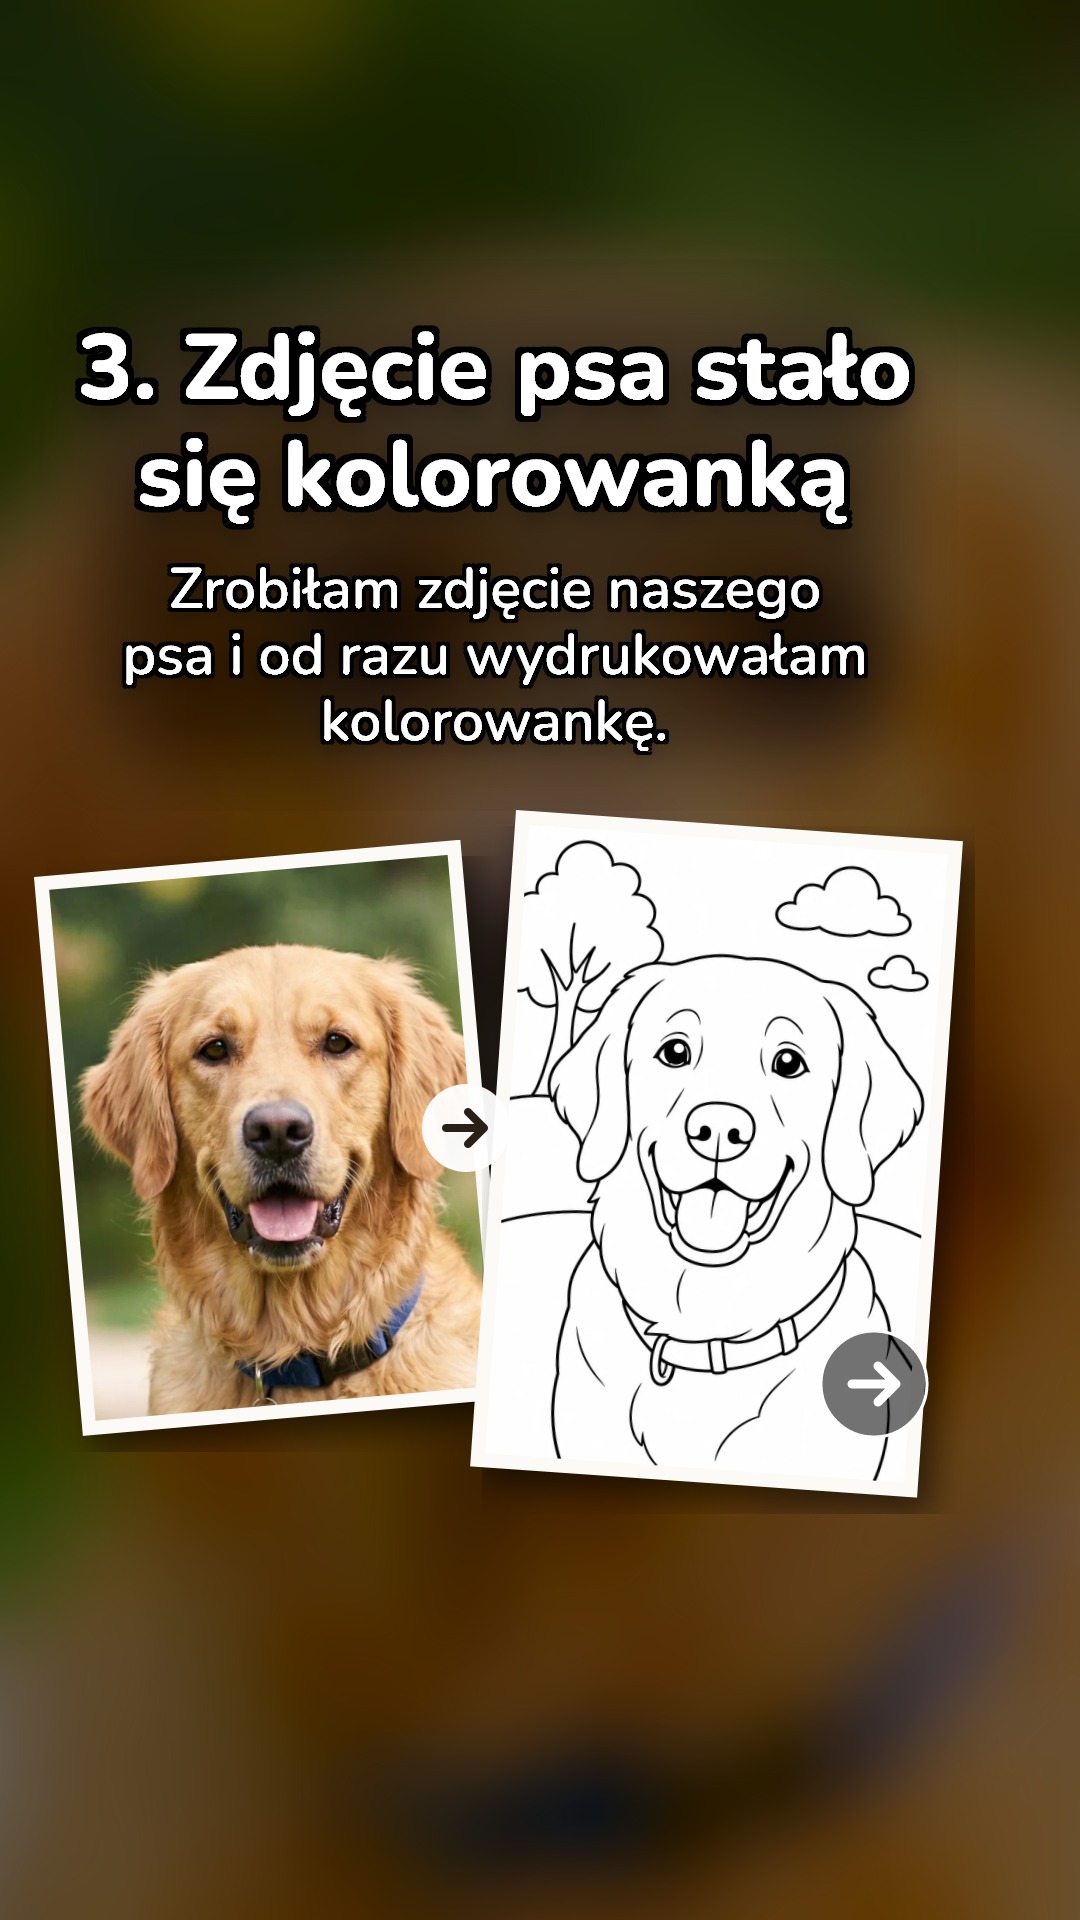 3. Zdjęcie psa stało
się kolorowanką
Zrobiłam zdjęcie naszego
psa i od razu wydrukowałam
kolorowankę.